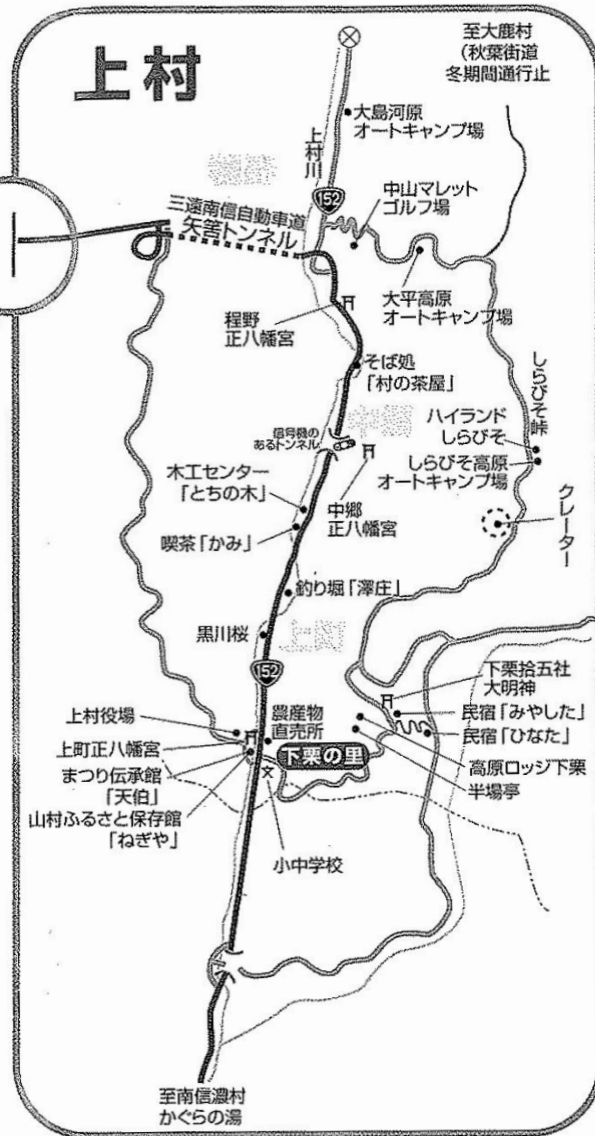 上村
至大鹿村
（秋葉街道
冬期間通行止
大島河原
オートキャンプ場
上村川
152
中山マレット
ゴルフ場
三遠南信自動車道
矢筈トンネル
大平高原
オートキャンプ場
程野
正八幡宮
そば処
「村の茶屋」
しらびそ峠
中郷
信号機の
あるトンネル
ハイランド
しらびそ
しらびそ高原
オートキャンプ場
木工センター
「とちの木」
中郷
正八幡宮
クレーター
喫茶「かみ」
釣り堀「澤庄」
黒川桜
上町
152
下栗拾五社
大明神
上村役場
農産物
直売所
民宿「みやした」
上町正八幡宮
下栗の里
民宿「ひなた」
まつり伝承館
「天伯」
高原ロッジ下栗
半場亭
山村ふるさと保存館
「ねぎや」
文
小中学校
至南信濃村
かぐらの湯